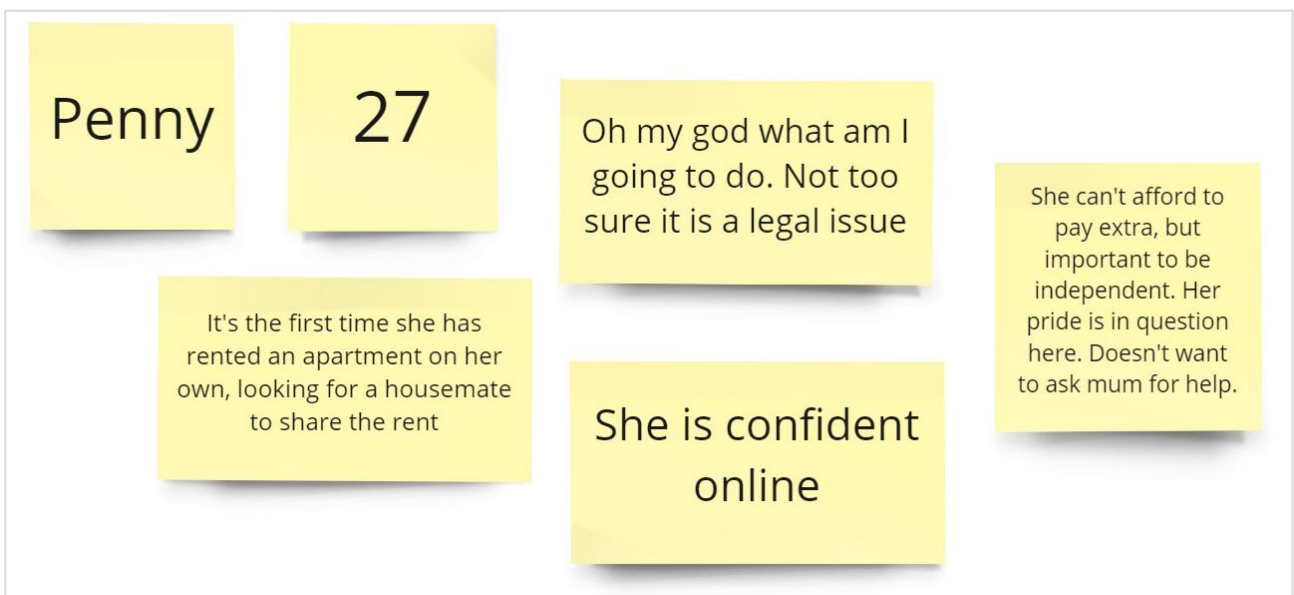 Penny
27
Oh my god what am I
going to do. Not too
sure it is a legal issue
She can't afford to
pay extra, but
important to be
independent. Her
pride is in question
here. Doesn't want
to ask mum for help.
It's the first time she has
rented an apartment on her
own, looking for a housemate
to share the rent
She is confident
online